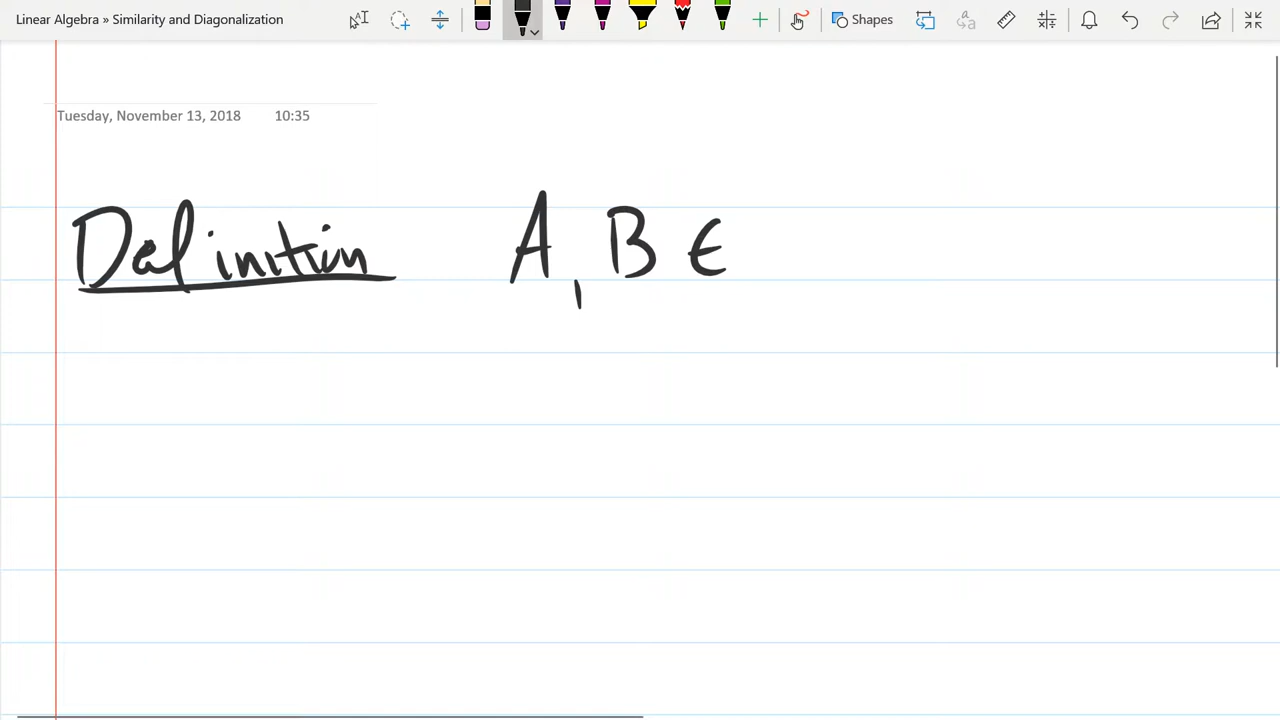 Linear Algebra » Similarity and Diagonalization
Shapes
Tuesday, November 13, 2018 10:35
Definition A, B ∈